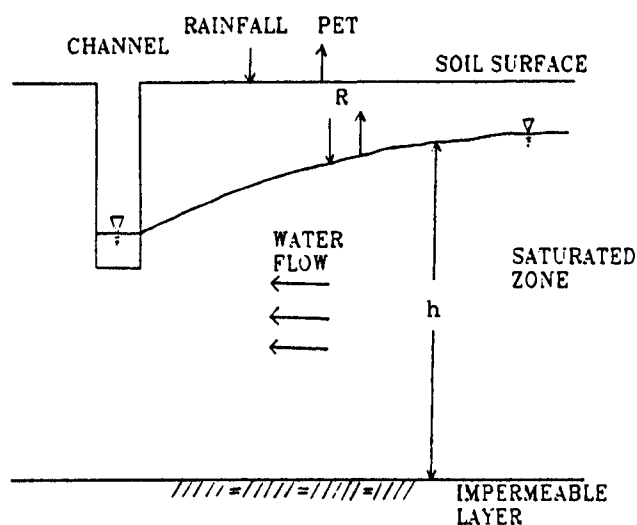 RAINFALL PET
CHANNEL
SOIL SURFACE
R
WATER
FLOW
SATURATED
ZONE
h
IMPERMEABLE
LAYER